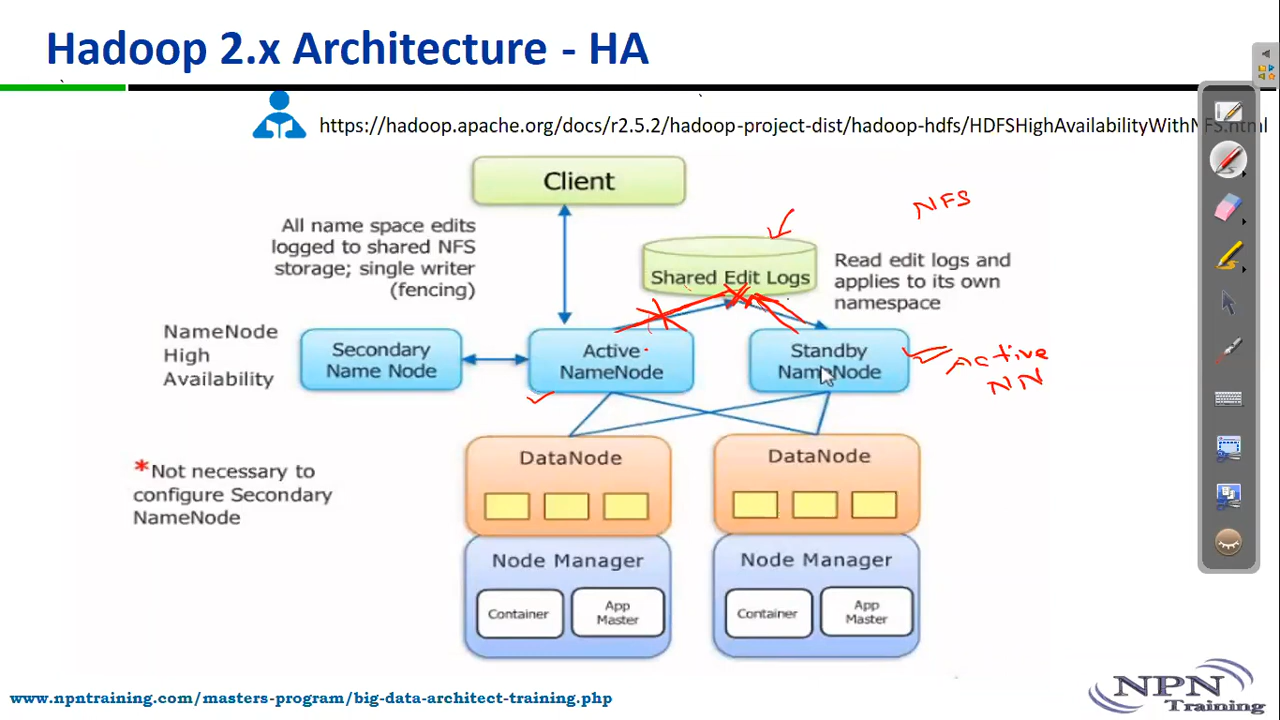 Hadoop 2.x Architecture - HA
https://hadoop.apache.org/docs/r2.5.2/hadoop-project-dist/hadoop-hdfs/HDFSHighAvailabilityWithNFS.html
Client
NFS
All name space edits
logged to shared NFS
storage; single writer
(fencing)
Shared Edit Logs
Read edit logs and
applies to its own
namespace
NameNode
High
Availability
Secondary
Name Node
Active
NameNode
Standby
NameNode
Active
NN
*Not necessary to
configure Secondary
NameNode
DataNode
DataNode
Node Manager
Container
App
Master
Node Manager
Container
App
Master
www.npntraining.com/masters-program/big-data-architect-training.php
NPN
Training